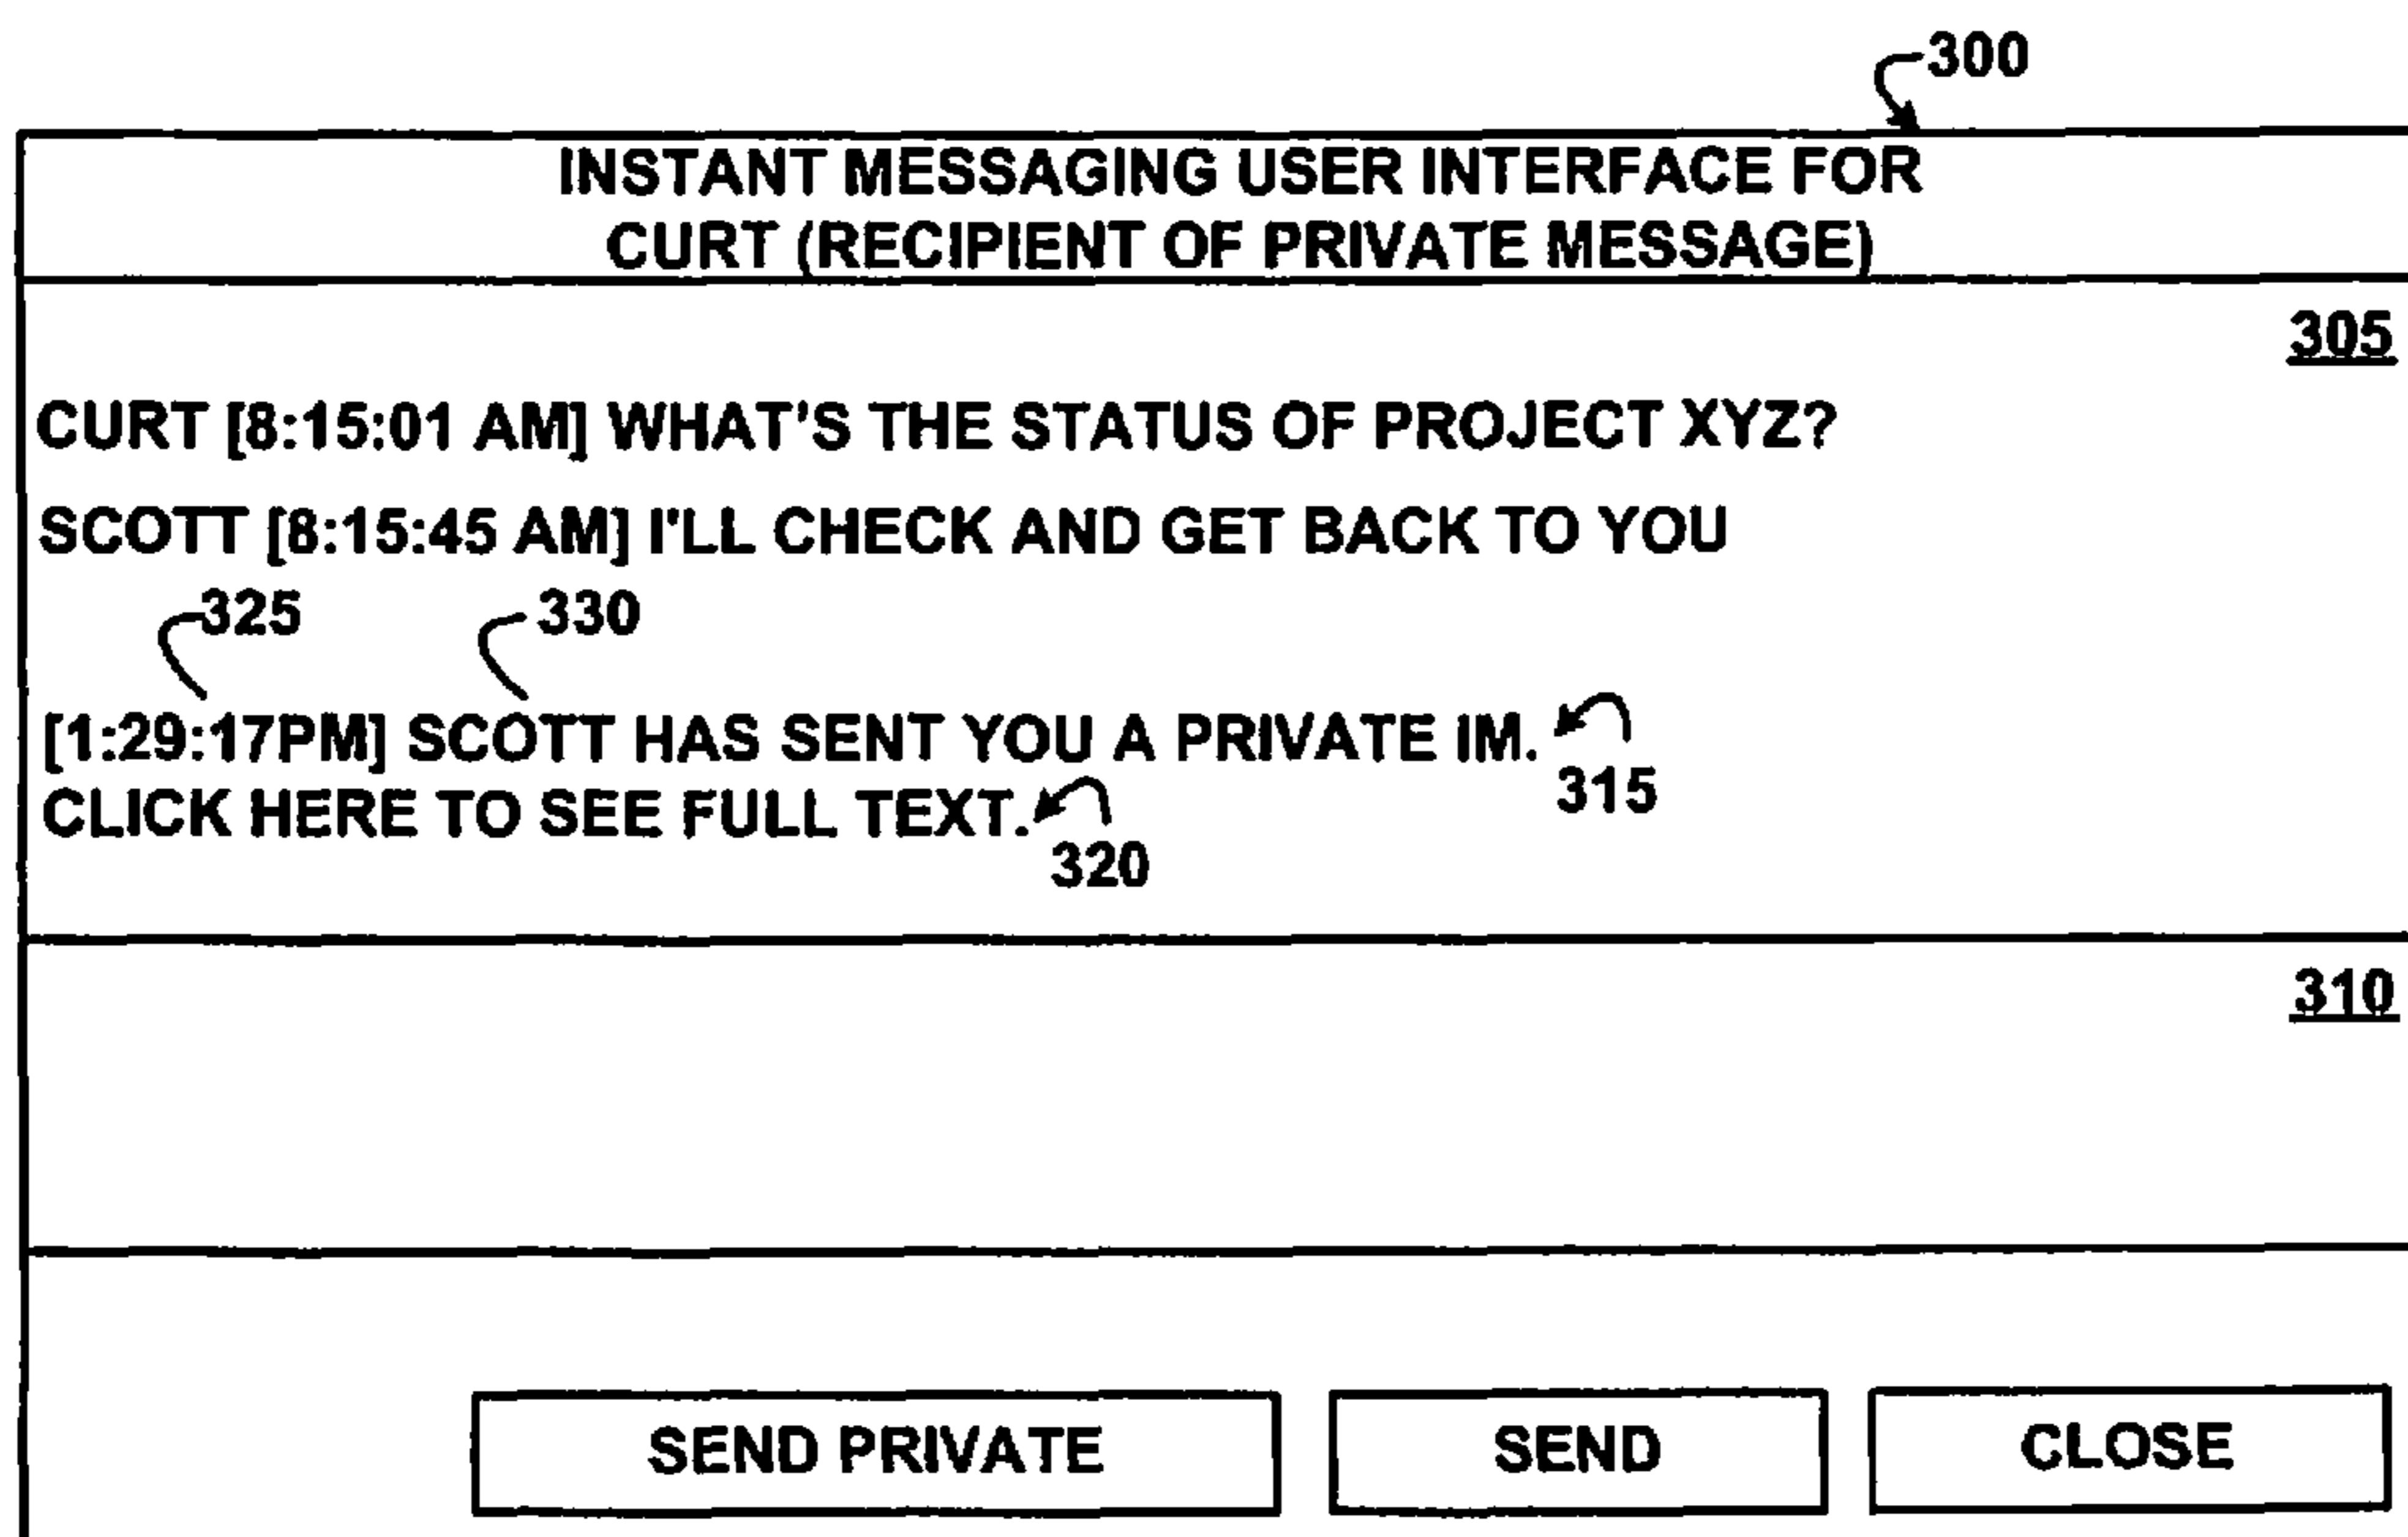 300
INSTANT MESSAGING USER INTERFACE FOR
CURT (RECIPIENT OF PRIVATE MESSAGE)
305
CURT [8:15:01 AM] WHAT'S THE STATUS OF PROJECT XYZ?
SCOTT [8:15:45 AM] I'LL CHECK AND GET BACK TO YOU
325 330
[1:29:17PM] SCOTT HAS SENT YOU A PRIVATE IM.
315
CLICK HERE TO SEE FULL TEXT.
320
310
SEND PRIVATE SEND CLOSE